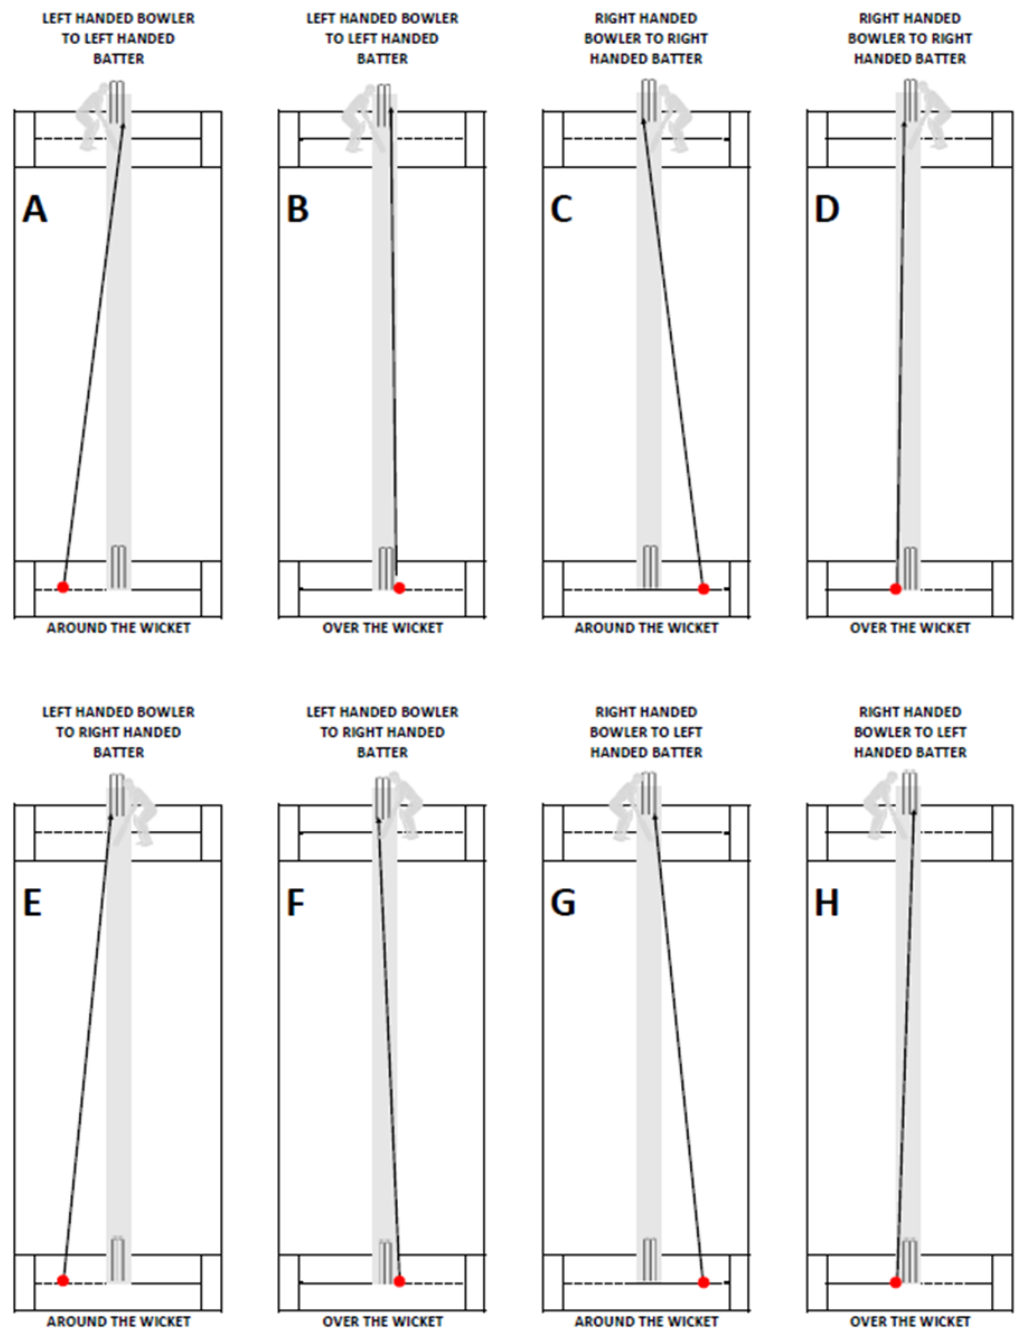 LEFT HANDED BOWLER
TO LEFT HANDED
BATTER
LEFT HANDED BOWLER
TO LEFT HANDED
BATTER
RIGHT HANDED
BOWLER TO RIGHT
HANDED BATTER
RIGHT HANDED
BOWLER TO RIGHT
HANDED BATTER
A
B
C
D
AROUND THE WICKET
OVER THE WICKET
AROUND THE WICKET
OVER THE WICKET
LEFT HANDED BOWLER
TO RIGHT HANDED
BATTER
LEFT HANDED BOWLER
TO RIGHT HANDED
BATTER
RIGHT HANDED
BOWLER TO LEFT
HANDED BATTER
RIGHT HANDED
BOWLER TO LEFT
HANDED BATTER
E
F
G
H
AROUND THE WICKET
OVER THE WICKET
AROUND THE WICKET
OVER THE WICKET